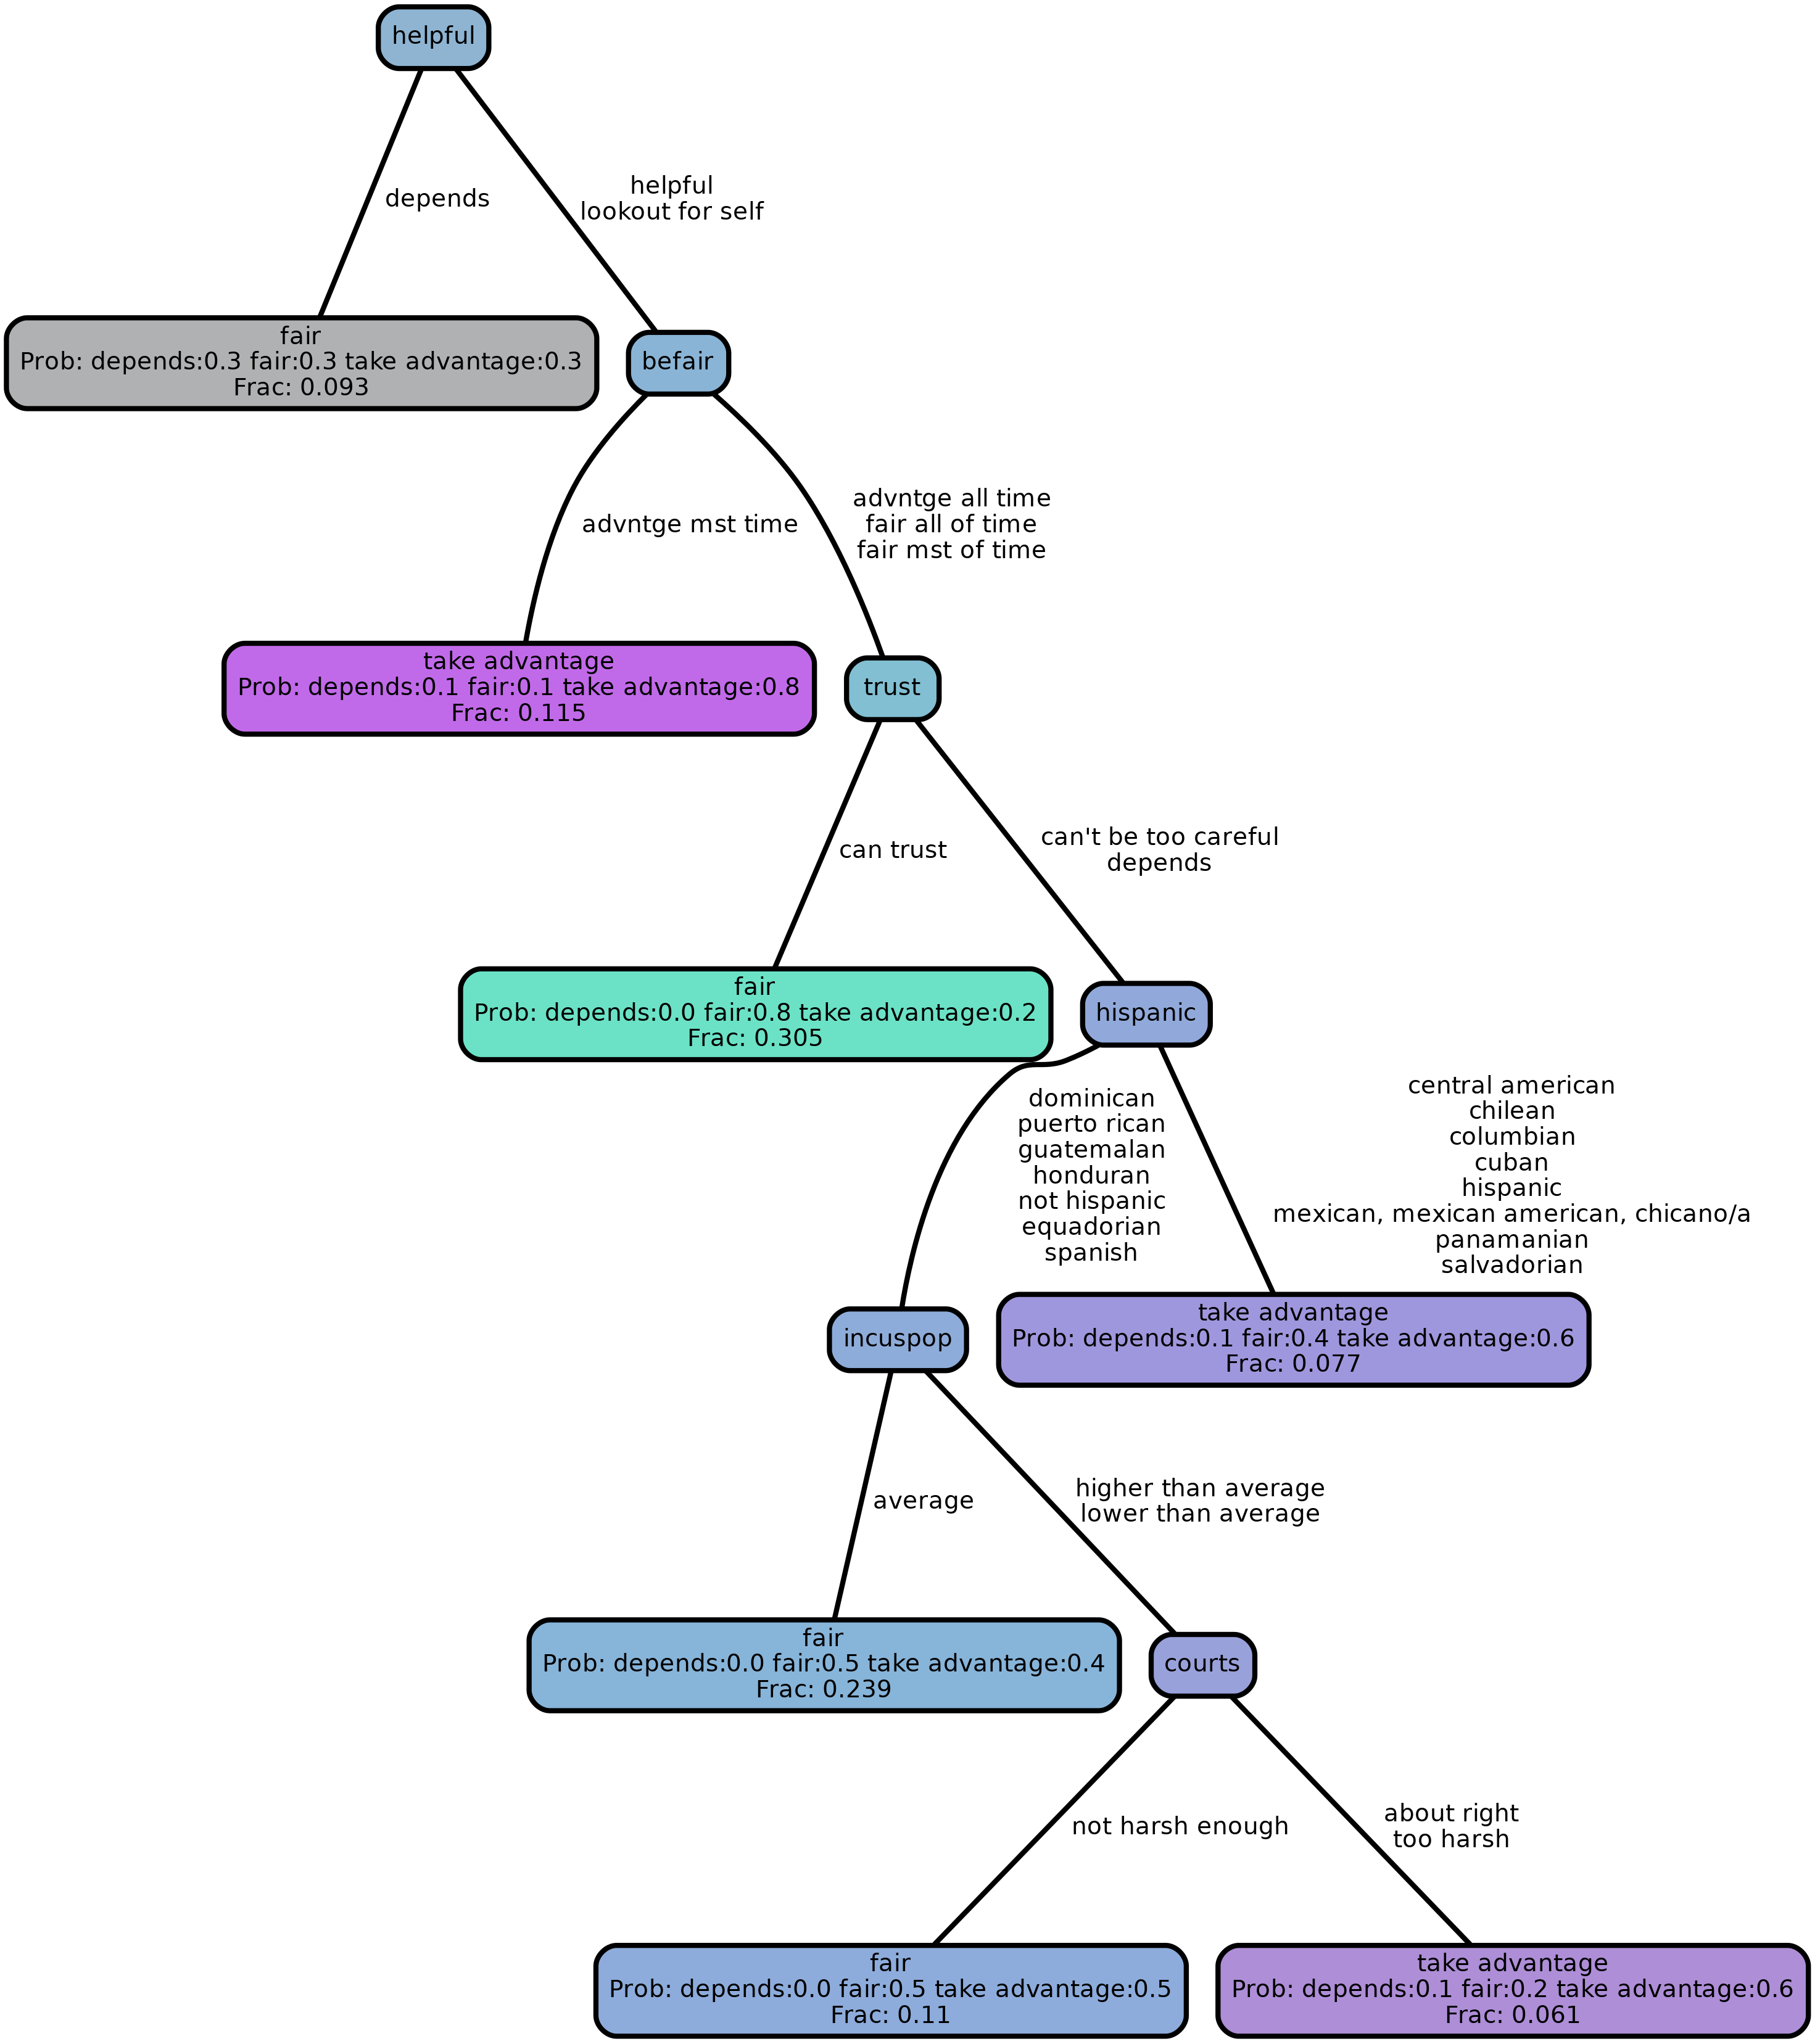 helpful
depends
helpful
lookout for self
fair
Prob: depends:0.3 fair:0.3 take advantage:0.3
Frac: 0.093
befair
advntge mst time
advntge all time
fair all of time
fair mst of time
take advantage
Prob: depends:0.1 fair:0.1 take advantage:0.8
Frac: 0.115
trust
can trust
can't be too careful
depends
fair
Prob: depends:0.0 fair:0.8 take advantage:0.2
Frac: 0.305
hispanic
dominican
puerto rican
guatemalan
honduran
not hispanic
equadorian
spanish
central american
chilean
columbian
cuban
hispanic
mexican, mexican american, chicano/a
panamanian
salvadorian
incuspop
take advantage
Prob: depends:0.1 fair:0.4 take advantage:0.6
Frac: 0.077
average
higher than average
lower than average
fair
Prob: depends:0.0 fair:0.5 take advantage:0.4
Frac: 0.239
courts
not harsh enough
about right
too harsh
fair
Prob: depends:0.0 fair:0.5 take advantage:0.5
Frac: 0.11
take advantage
Prob: depends:0.1 fair:0.2 take advantage:0.6
Frac: 0.061